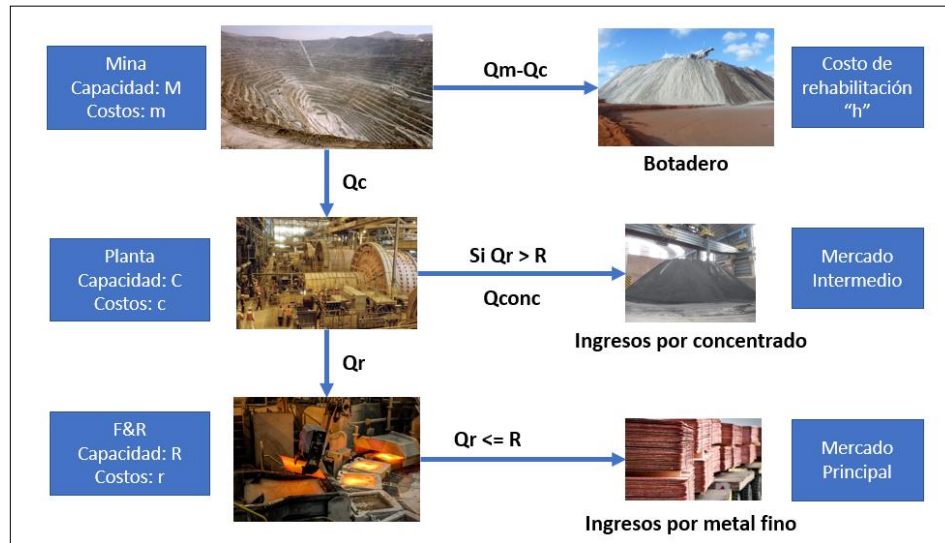 Mina
Capacidad: M
Costos: m
Qm-Qc
Costo de
rehabilitación
“h”
Botadero
Qc
Planta
Capacidad: C
Costos: c
Si Qr > R
Qconc
Mercado
Intermedio
Ingresos por concentrado
Qr
F&R
Capacidad: R
Costos: r
Qr <= R
Mercado
Principal
Ingresos por metal fino